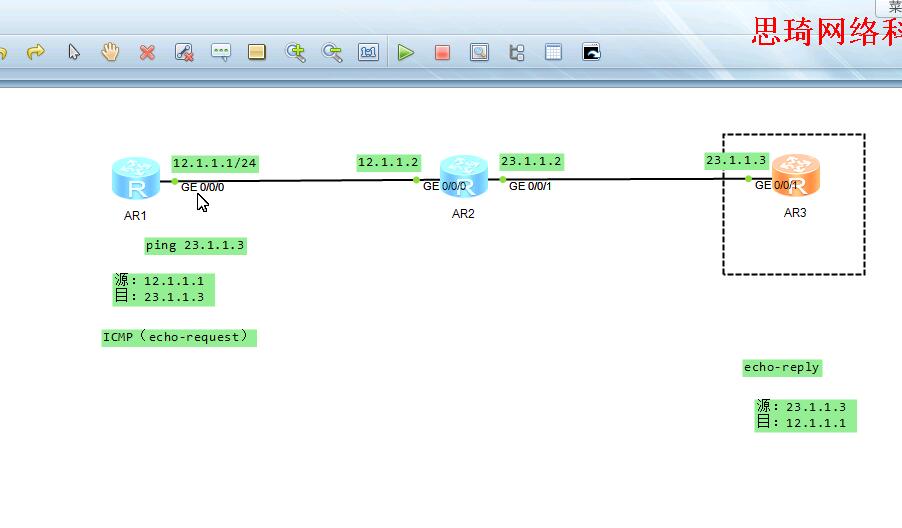 菜
思琦网络科
1:1
12.1.1.1/24
12.1.1.2
23.1.1.2
23.1.1.3
GE 0/0/0
GE 0/0/0
GE 0/0/1
GE 0/0/1
R
R
R
AR1
AR2
AR3
ping 23.1.1.3
源：12.1.1.1
目：23.1.1.3
ICMP（echo-request）
echo-reply
源：23.1.1.3
目：12.1.1.1